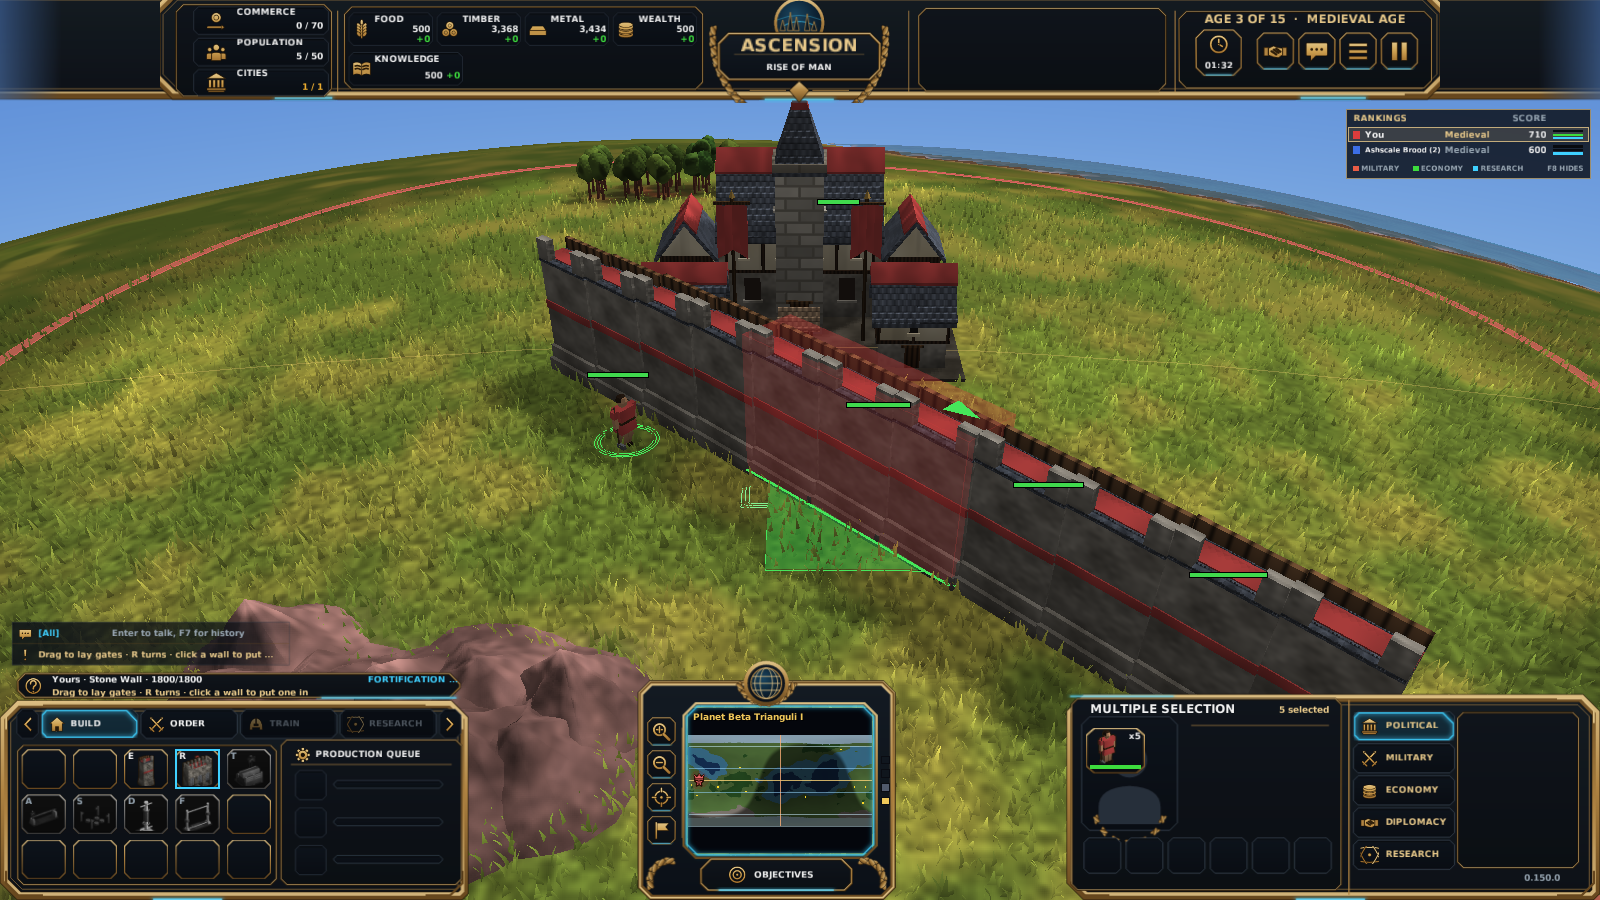 COMMERCE
0 / 70
POPULATION
5 / 50
CITIES
1 / 1
FOOD
500
+0
TIMBER
3,368
+0
METAL
3,434
+0
WEALTH
500
+0
KNOWLEDGE
500 +0
ASCENSION
RISE OF MAN
AGE 3 OF 15 · MEDIEVAL AGE
01:32
RANKINGS SCORE
You Medieval 710
Ashscale Brood (2) Medieval 600
MILITARY ECONOMY RESEARCH F8 HIDES
[All] Enter to talk, F7 for history
! Drag to lay gates · R turns · click a wall to put ...
Yours · Stone Wall · 1800/1800 FORTIFICATION ...
Drag to lay gates · R turns · click a wall to put one in
BUILD ORDER TRAIN RESEARCH
E R T
A S D F
PRODUCTION QUEUE
Planet Beta Trianguli I
OBJECTIVES
MULTIPLE SELECTION 5 selected
x5
POLITICAL
MILITARY
ECONOMY
DIPLOMACY
RESEARCH
0.150.0